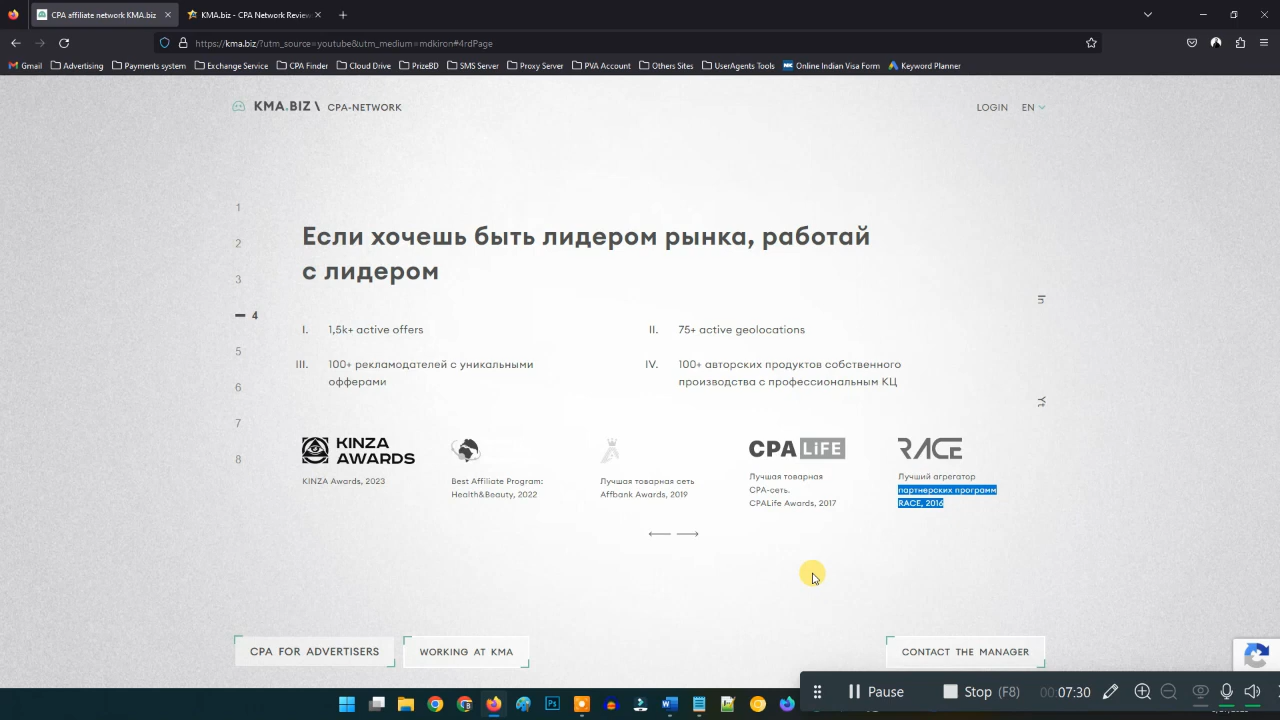 CPA affiliate network KMA.biz
KMA.biz - CPA Network Review
https://kma.biz/?utm_source=youtube&utm_medium=mdkiron#4rdPage
Gmail Advertising Payments system Exchange Service CPA Finder Cloud Drive PrizeBD SMS Server Proxy Server PVA Account Others Sites UserAgents Tools Online Indian Visa Form Keyword Planner
KMA.BIZ \ CPA-NETWORK
LOGIN EN
1
2
3
4
5
6
7
8
Если хочешь быть лидером рынка, работай
с лидером
I. 1,5k+ active offers
II. 75+ active geolocations
III. 100+ рекламодателей с уникальными
офферами
IV. 100+ авторских продуктов собственного
производства с профессиональным КЦ
in
Yt
KINZA
AWARDS
KINZA Awards, 2023
Best Affiliate Program:
Health&Beauty, 2022
Лучшая товарная сеть
Affbank Awards, 2019
CPA LiFE
Лучшая товарная
CPA-сеть.
CPALife Awards, 2017
RACE
Лучший агрегатор
партнерских программ
RACE, 2016
CPA FOR ADVERTISERS
WORKING AT KMA
CONTACT THE MANAGER
Pause Stop (F8) 00:07:30